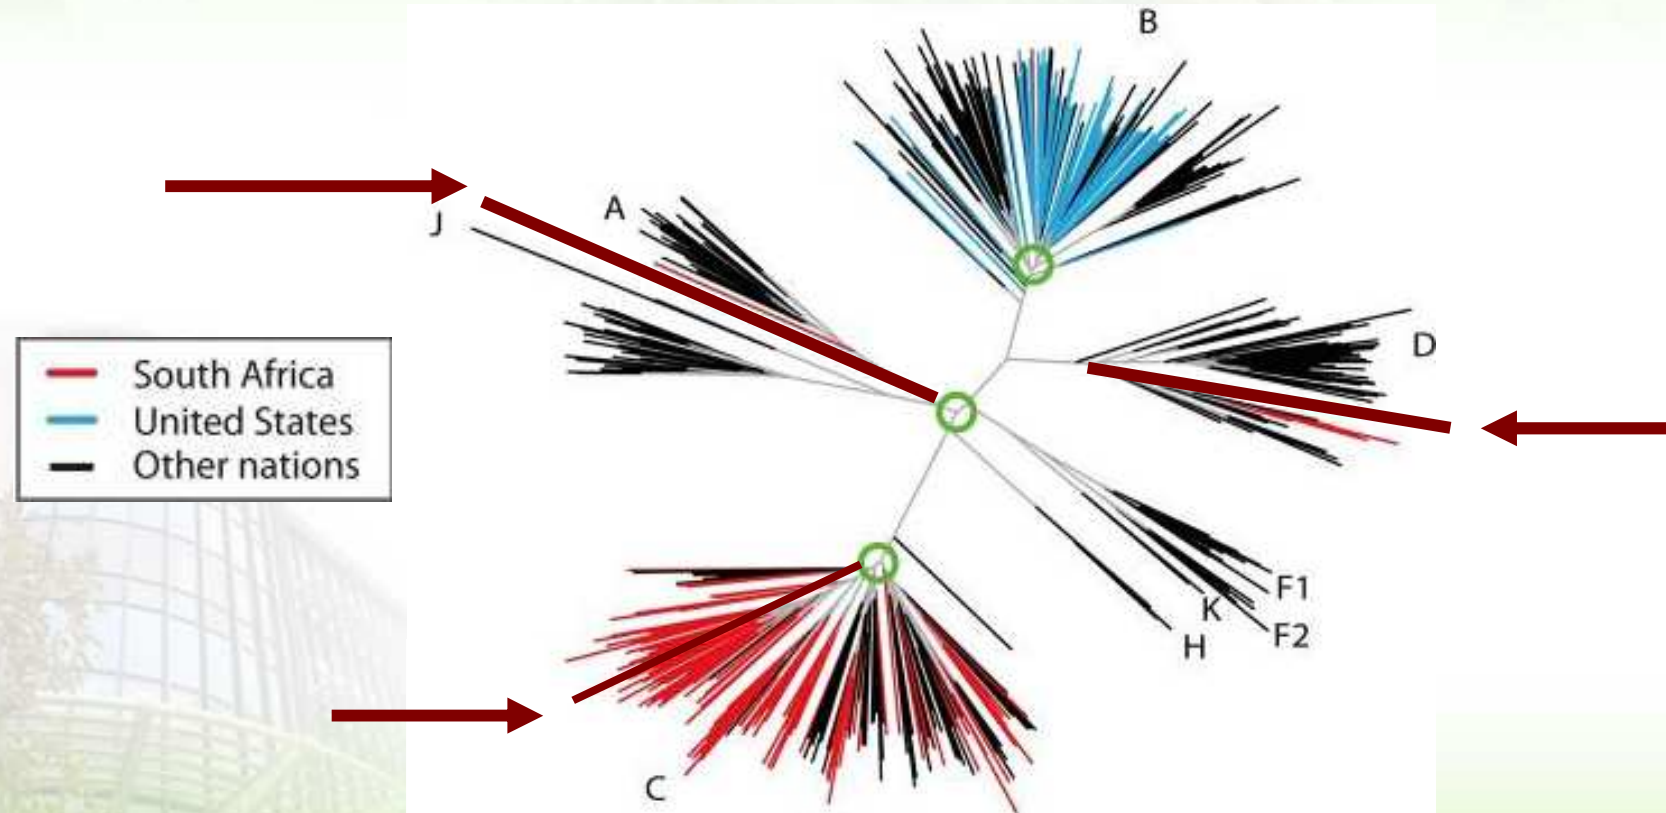 B
J
A
D
South Africa
United States
Other nations
F1
K
F2
H
C